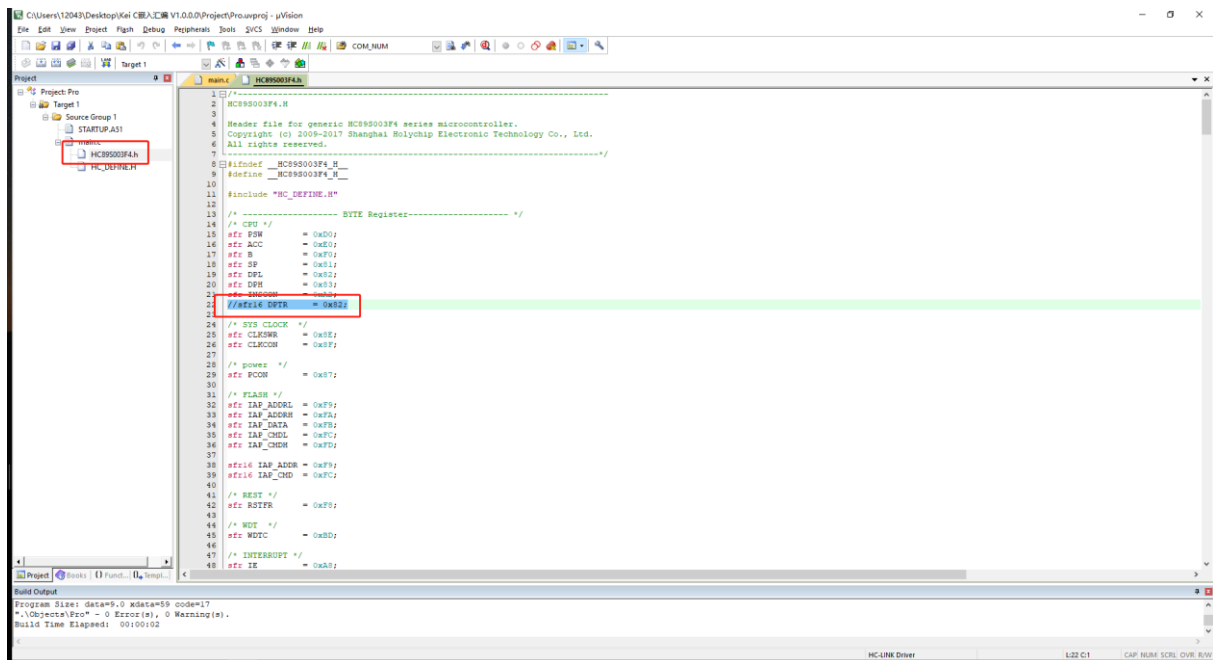 C:\Users\12043\Desktop\Kei C嵌入汇编 V1.0.0.0\Project\Pro.uvproj - µVision
File Edit View Project Flash Debug Peripherals Tools SVCS Window Help
COM_NUM
Target 1
Project
main.c HC89S003F4.h
Project: Pro
Target 1
Source Group 1
STARTUP.A51
main.c
HC89S003F4.h
HC_DEFINE.H
1 /*--------------------------------------------------------------------------
2 HC89S003F4.H
3
4 Header file for generic HC89S003F4 series microcontroller.
5 Copyright (c) 2009-2017 Shanghai Holychip Electronic Technology Co., Ltd.
6 All rights reserved.
7 --------------------------------------------------------------------------*/
8 #ifndef __HC89S003F4_H__
9 #define __HC89S003F4_H__
10
11 #include "HC_DEFINE.H"
12
13 /* ------------------- BYTE Register-------------------- */
14 /* CPU */
15 sfr PSW = 0xD0;
16 sfr ACC = 0xE0;
17 sfr B = 0xF0;
18 sfr SP = 0x81;
19 sfr DPL = 0x82;
20 sfr DPH = 0x83;
21 sfr INSCON = 0xA2;
22 //sfr16 DPTR = 0x82;
23
24 /* SYS CLOCK */
25 sfr CLKSWR = 0x8E;
26 sfr CLKCON = 0x8F;
27
28 /* power */
29 sfr PCON = 0x87;
30
31 /* FLASH */
32 sfr IAP_ADDRL = 0xF9;
33 sfr IAP_ADDRH = 0xFA;
34 sfr IAP_DATA = 0xFB;
35 sfr IAP_CMDL = 0xFC;
36 sfr IAP_CMDH = 0xFD;
37
38 sfr16 IAP_ADDR = 0xF9;
39 sfr16 IAP_CMD = 0xFC;
40
41 /* REST */
42 sfr RSTFR = 0xF8;
43
44 /* WDT */
45 sfr WDTC = 0xBD;
46
47 /* INTERRUPT */
48 sfr IE = 0xA8;
Project Books {} Funct... Templ...
Build Output
Program Size: data=9.0 xdata=59 code=17
".\Objects\Pro" - 0 Error(s), 0 Warning(s).
Build Time Elapsed: 00:00:02
HC-LINK Driver L:22 C:1 CAP NUM SCRL OVR R/W